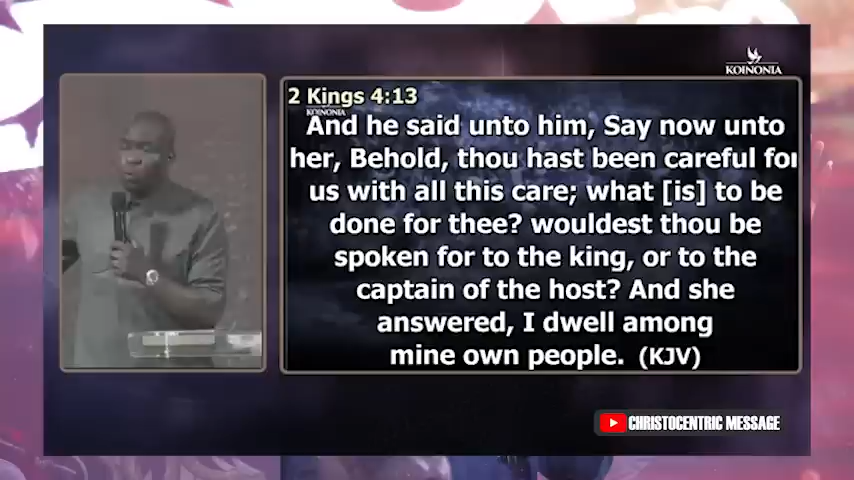 KOINONIA
2 Kings 4:13
KOINONIA
And he said unto him, Say now unto
her, Behold, thou hast been careful for
us with all this care; what [is] to be
done for thee? wouldest thou be
spoken for to the king, or to the
captain of the host? And she
answered, I dwell among
mine own people. (KJV)
CHRISTOCENTRIC MESSAGE